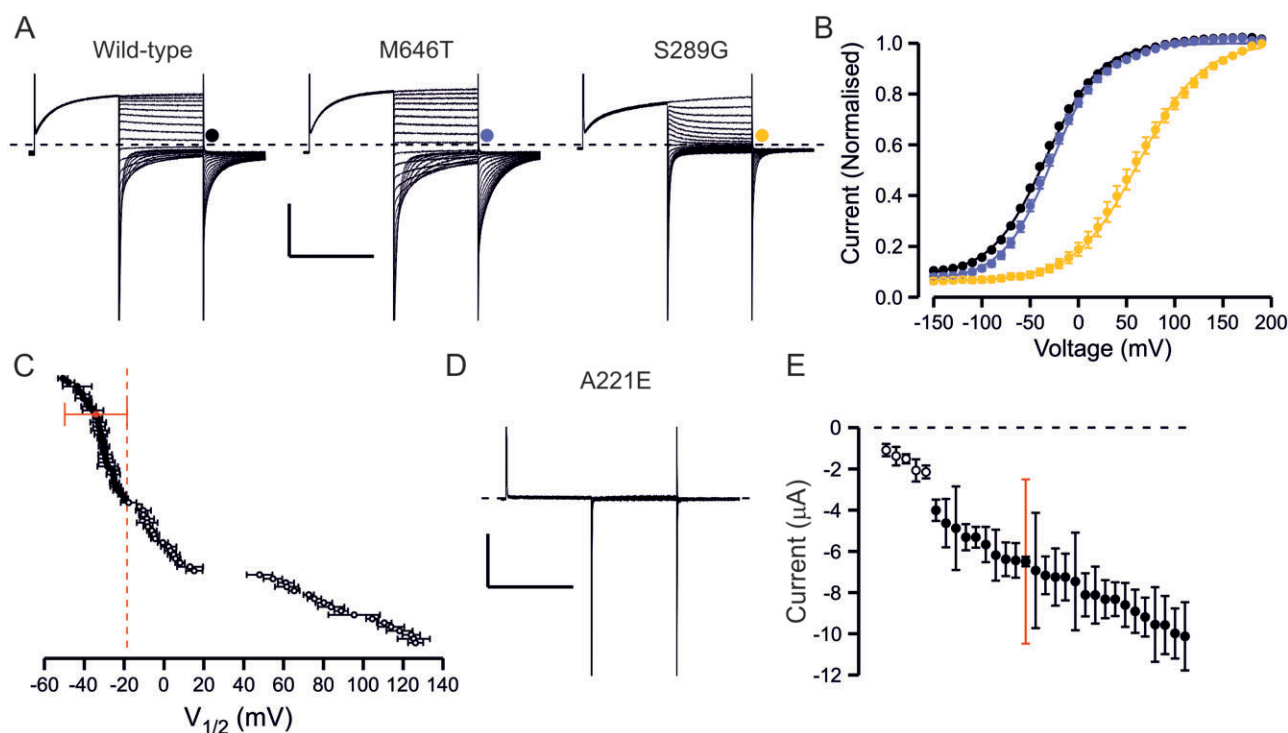 A
Wild-type
M646T
S289G
B
Current (Normalised)
1.0
0.8
0.6
0.4
0.2
0.0
-150 -100 -50 0 50 100 150 200
Voltage (mV)
C
-60 -40 -20 0 20 40 60 80 100 120 140
V1/2 (mV)
D
A221E
E
Current (μA)
0
-2
-4
-6
-8
-10
-12